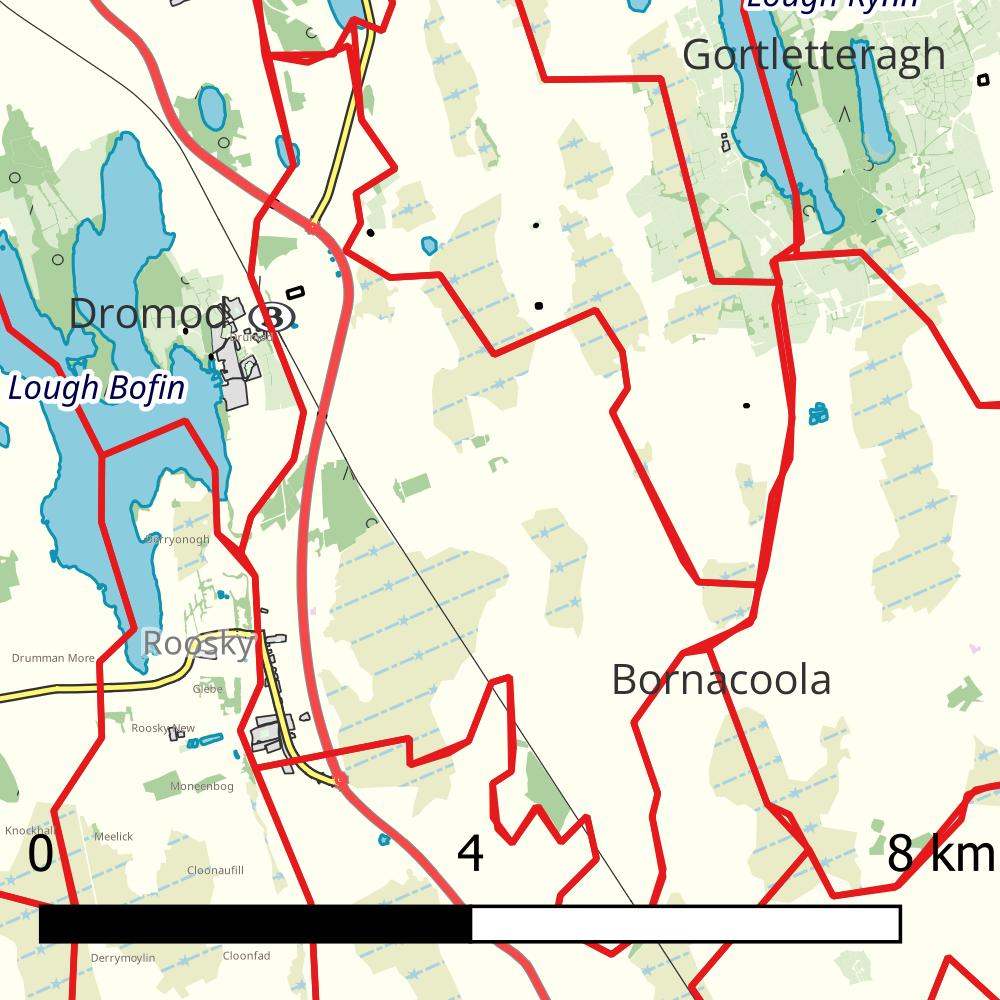 Lough Rynn
Gortletteragh
Dromod
3
Dromod
Lough Bofin
Derryonogh
Roosky
Drumman More
Glebe
Roosky New
Moneenbog
Knockhall
Meelick
0 4 8 km
Cloonaufill
Bornacoola
Derrymoylin
Cloonfad